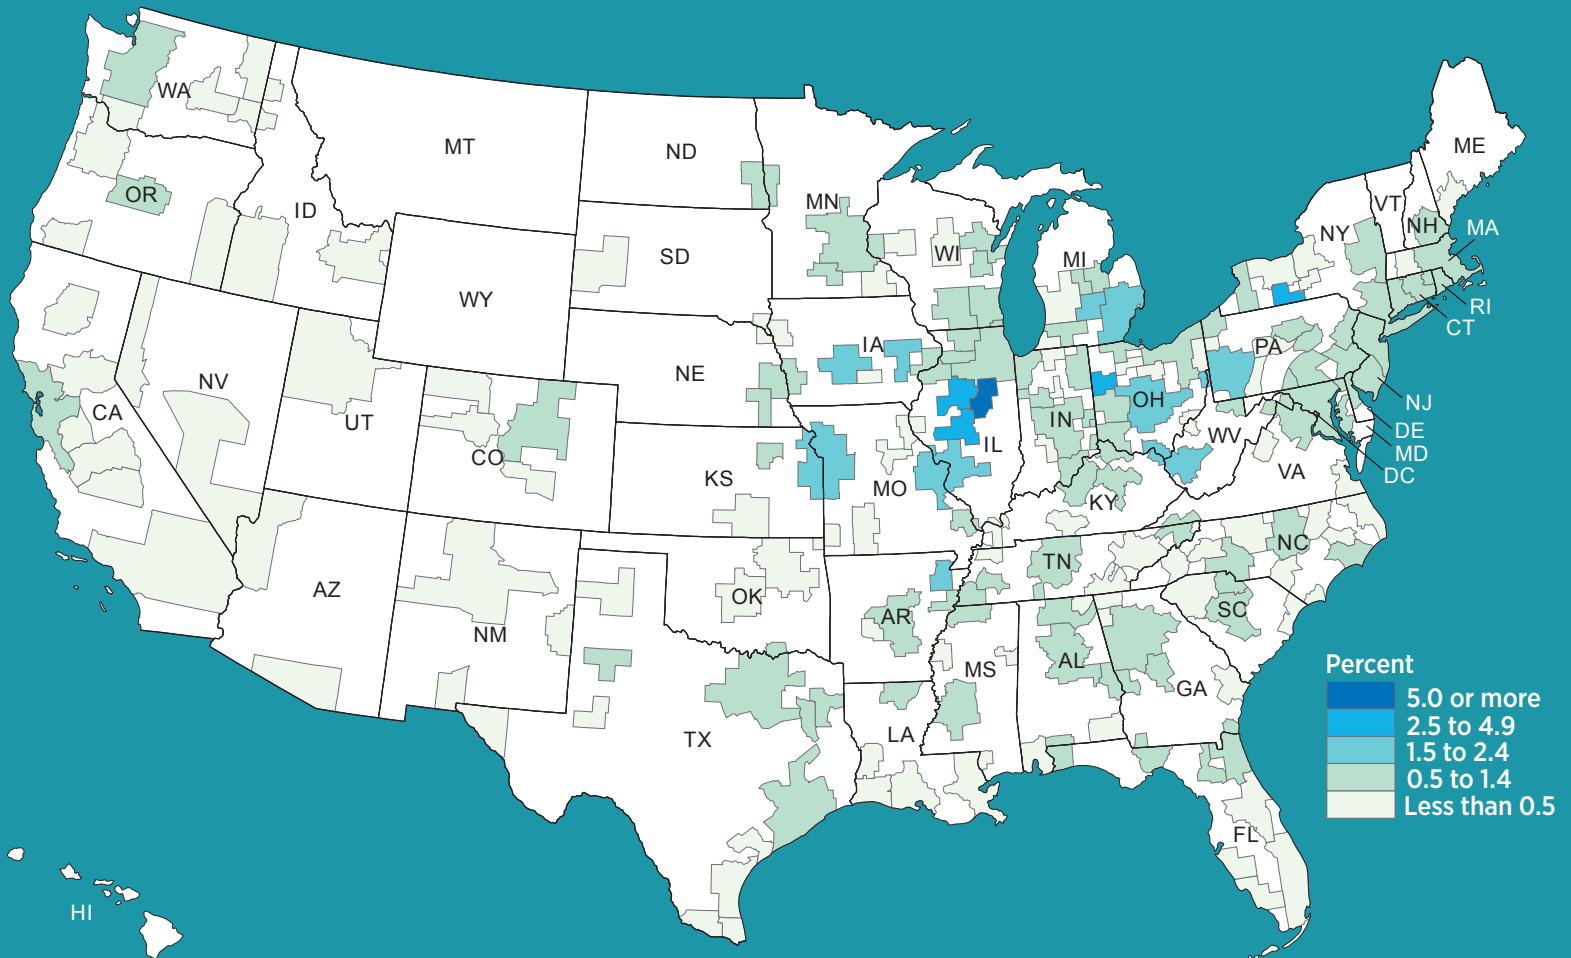 WA
MT
ND
MN
ME
OR
ID
SD
WI
MI
NY
VT
NH
MA
WY
RI
CT
IA
PA
NE
NV
UT
CO
CA
IL
IN
OH
NJ
DE
MD
DC
WV
VA
KS
MO
KY
AZ
NM
OK
AR
TN
NC
SC
MS
AL
GA
LA
TX
FL
HI
Percent
5.0 or more
2.5 to 4.9
1.5 to 2.4
0.5 to 1.4
Less than 0.5